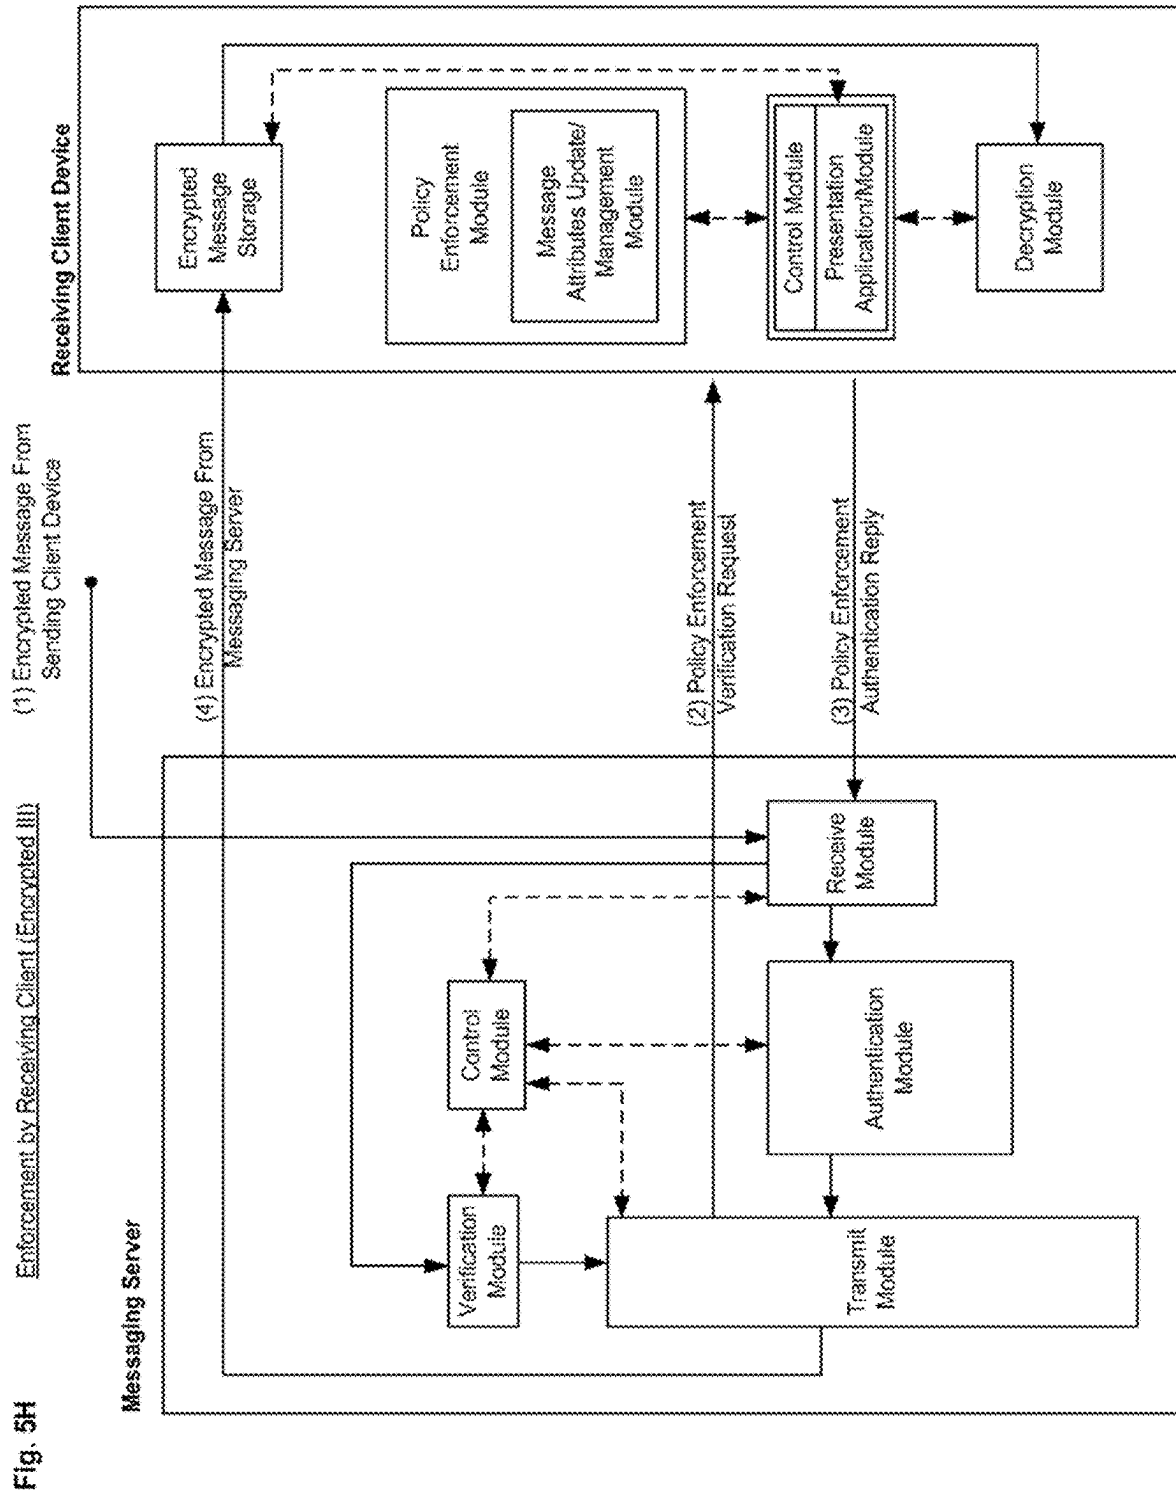 Fig. 5H
Enforcement by Receiving Client (Encrypted III)
(1) Encrypted Message From
Sending Client Device
Messaging Server
Receiving Client Device
(4) Encrypted Message From
Messaging Server
Encrypted
Message
Storage
Verification
Module
Control
Module
Policy
Enforcement
Module
Message
Attributes Update/
Management
Module
(2) Policy Enforcement
Verification Request
Transmit
Module
Authentication
Module
Receive
Module
(3) Policy Enforcement
Authentication Reply
Control Module
Presentation
Application/Module
Decryption
Module